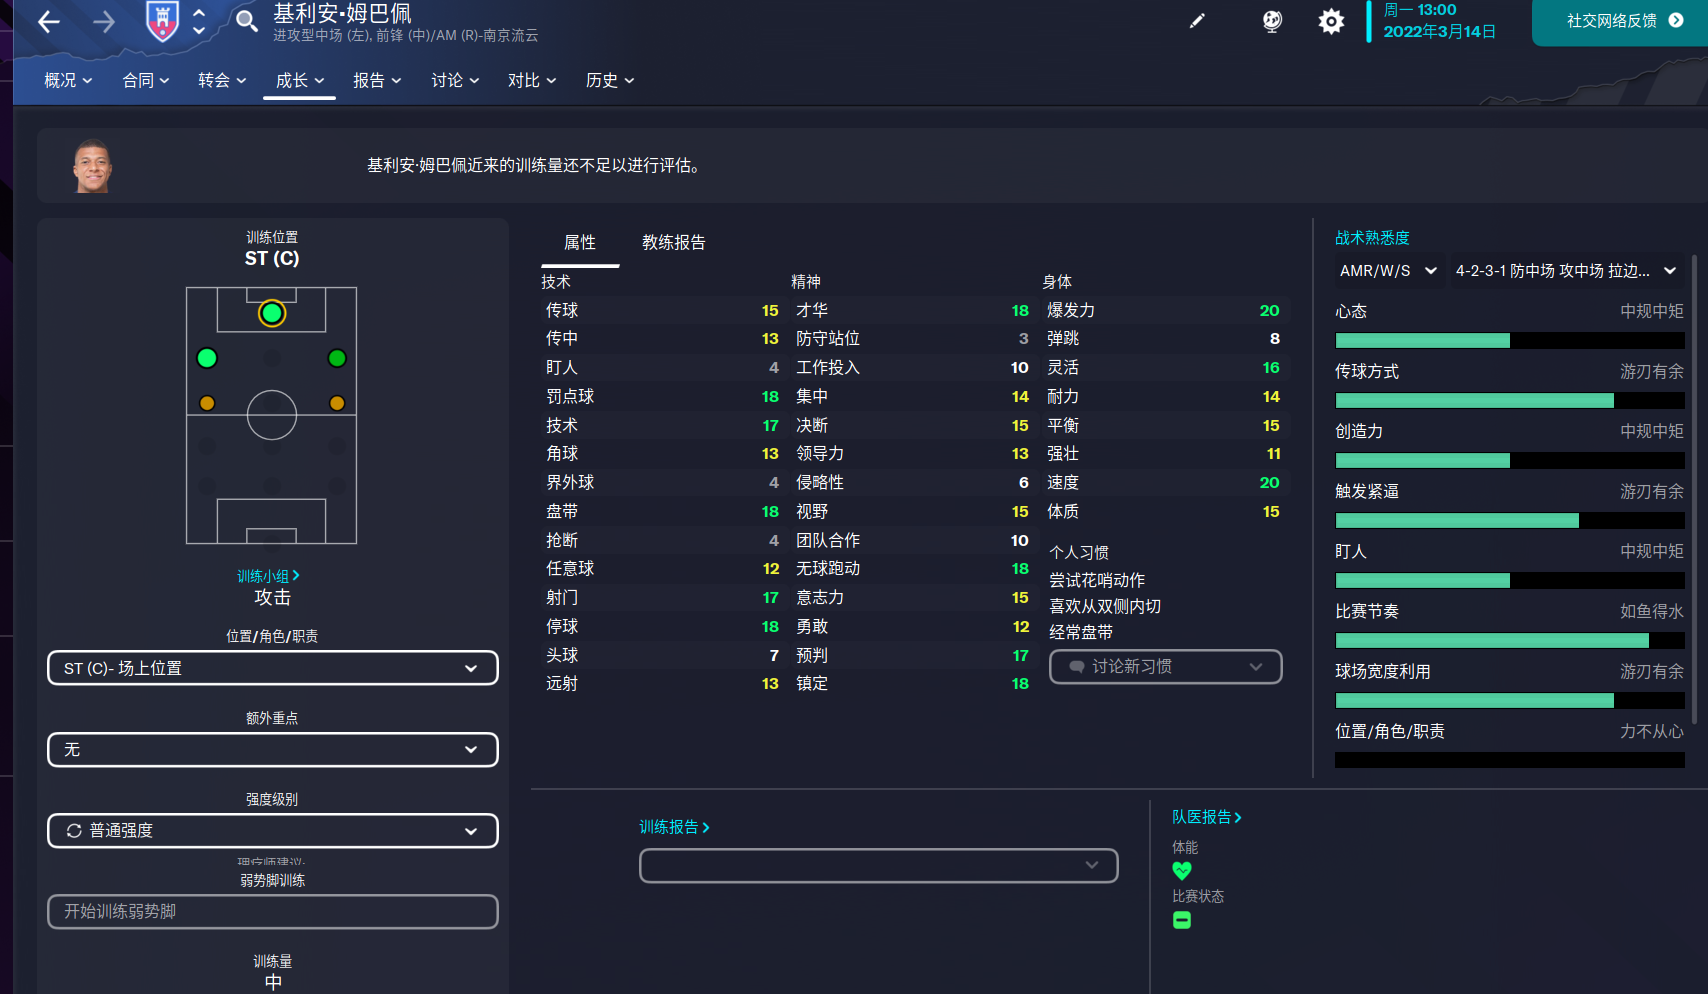 基利安·姆巴佩
进攻型中场 (左), 前锋 (中)/AM (R)-南京流云
周一 13:00
2022年3月14日
社交网络反馈
概况 合同 转会 成长 报告 讨论 对比 历史
基利安·姆巴佩近来的训练量还不足以进行评估。
训练位置
ST (C)
训练小组
攻击
位置/角色/职责
ST (C)- 场上位置
额外重点
无
强度级别
普通强度
理疗师建议:
弱势脚训练
开始训练弱势脚
训练量
中
属性 教练报告
技术
传球 15
传中 13
盯人 4
罚点球 18
技术 17
角球 13
界外球 4
盘带 18
抢断 4
任意球 12
射门 17
停球 18
头球 7
远射 13
精神
才华 18
防守站位 3
工作投入 10
集中 14
决断 15
领导力 13
侵略性 6
视野 15
团队合作 10
无球跑动 18
意志力 15
勇敢 12
预判 17
镇定 18
身体
爆发力 20
弹跳 8
灵活 16
耐力 14
平衡 15
强壮 11
速度 20
体质 15
个人习惯
尝试花哨动作
喜欢从双侧内切
经常盘带
讨论新习惯
战术熟悉度
AMR/W/S 4-2-3-1 防中场 攻中场 拉边...
心态 中规中矩
传球方式 游刃有余
创造力 中规中矩
触发紧逼 游刃有余
盯人 中规中矩
比赛节奏 如鱼得水
球场宽度利用 游刃有余
位置/角色/职责 力不从心
训练报告
队医报告
体能
比赛状态